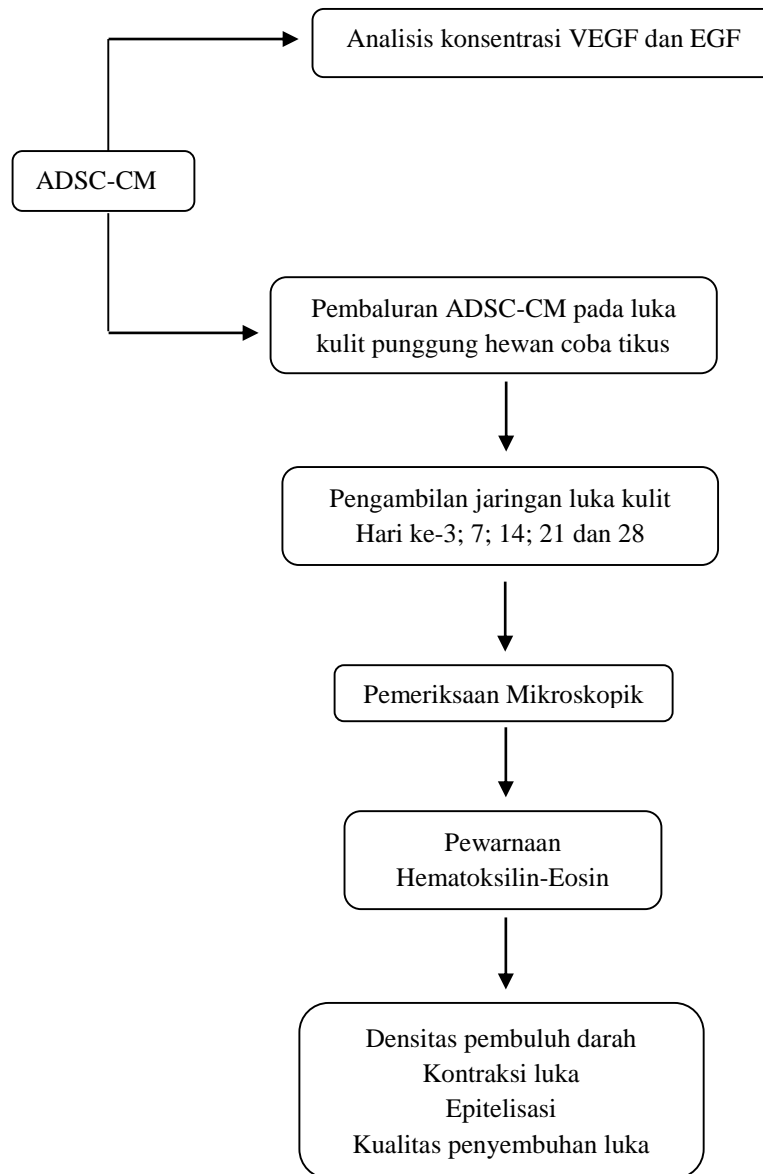 Analisis konsentrasi VEGF dan EGF
ADSC-CM
Pembaluran ADSC-CM pada luka
kulit punggung hewan coba tikus
Pengambilan jaringan luka kulit
Hari ke-3; 7; 14; 21 dan 28
Pemeriksaan Mikroskopik
Pewarnaan
Hematoksilin-Eosin
Densitas pembuluh darah
Kontraksi luka
Epitelisasi
Kualitas penyembuhan luka